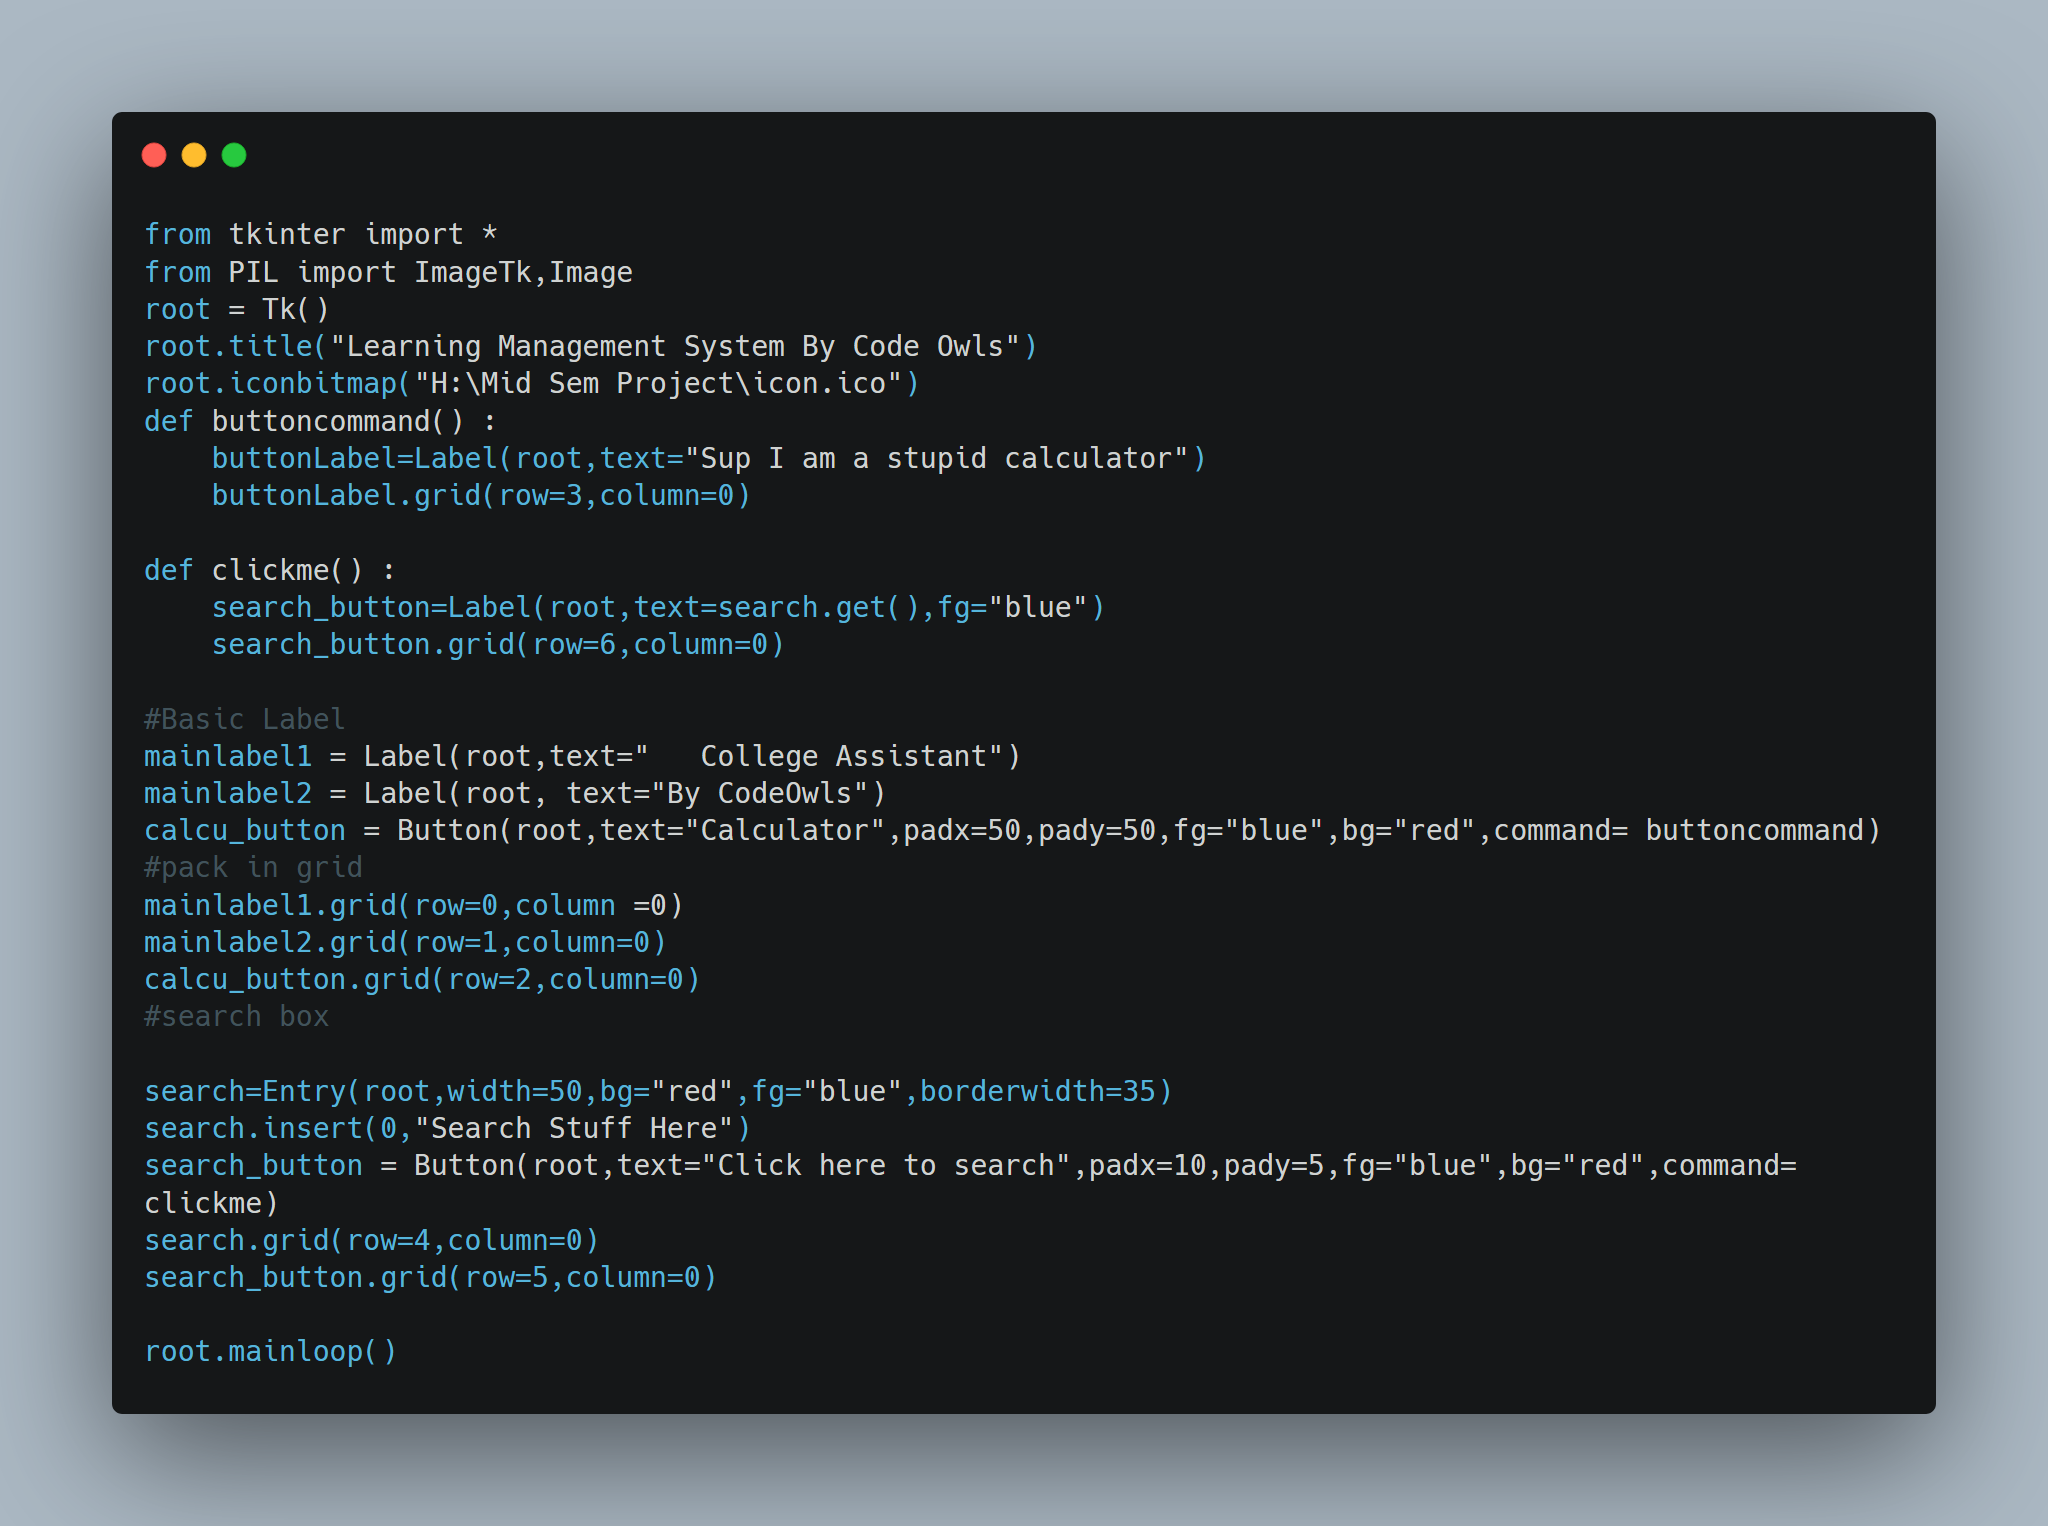 from tkinter import *
from PIL import ImageTk,Image
root = Tk()
root.title("Learning Management System By Code Owls")
root.iconbitmap("H:\Mid Sem Project\icon.ico")
def buttoncommand() :
    buttonLabel=Label(root,text="Sup I am a stupid calculator")
    buttonLabel.grid(row=3,column=0)

def clickme() :
    search_button=Label(root,text=search.get(),fg="blue")
    search_button.grid(row=6,column=0)

#Basic Label
mainlabel1 = Label(root,text="   College Assistant")
mainlabel2 = Label(root, text="By CodeOwls")
calcu_button = Button(root,text="Calculator",padx=50,pady=50,fg="blue",bg="red",command= buttoncommand)
#pack in grid
mainlabel1.grid(row=0,column =0)
mainlabel2.grid(row=1,column=0)
calcu_button.grid(row=2,column=0)
#search box

search=Entry(root,width=50,bg="red",fg="blue",borderwidth=35)
search.insert(0,"Search Stuff Here")
search_button = Button(root,text="Click here to search",padx=10,pady=5,fg="blue",bg="red",command=
clickme)
search.grid(row=4,column=0)
search_button.grid(row=5,column=0)

root.mainloop()